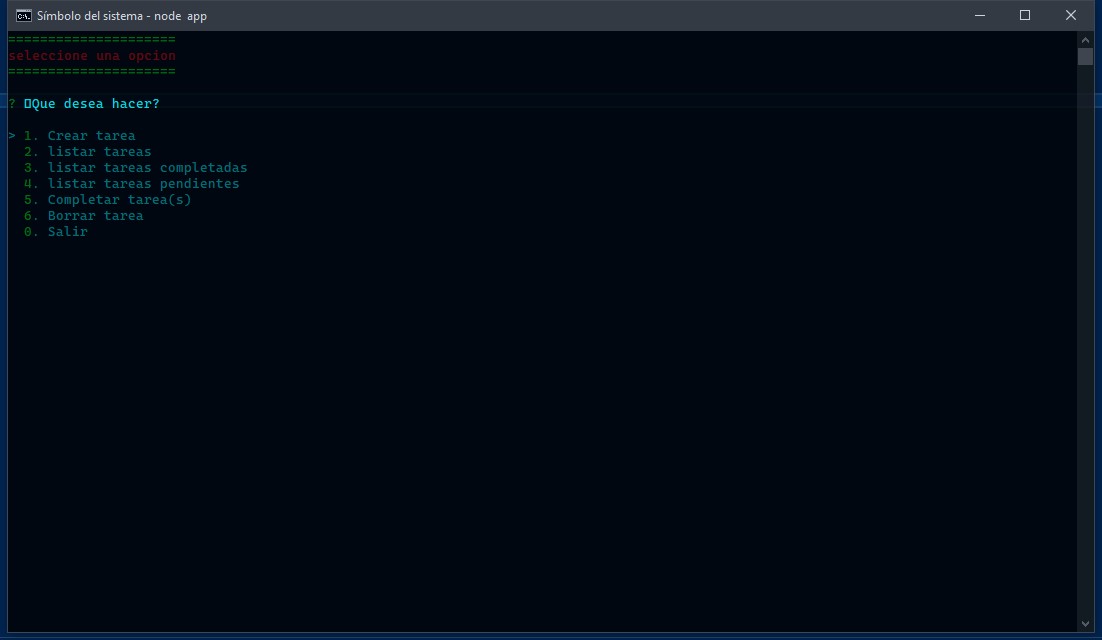 Símbolo del sistema - node app
=====================
seleccione una opcion
=====================
? Que desea hacer?
> 1. Crear tarea
2. listar tareas
3. listar tareas completadas
4. listar tareas pendientes
5. Completar tarea(s)
6. Borrar tarea
0. Salir